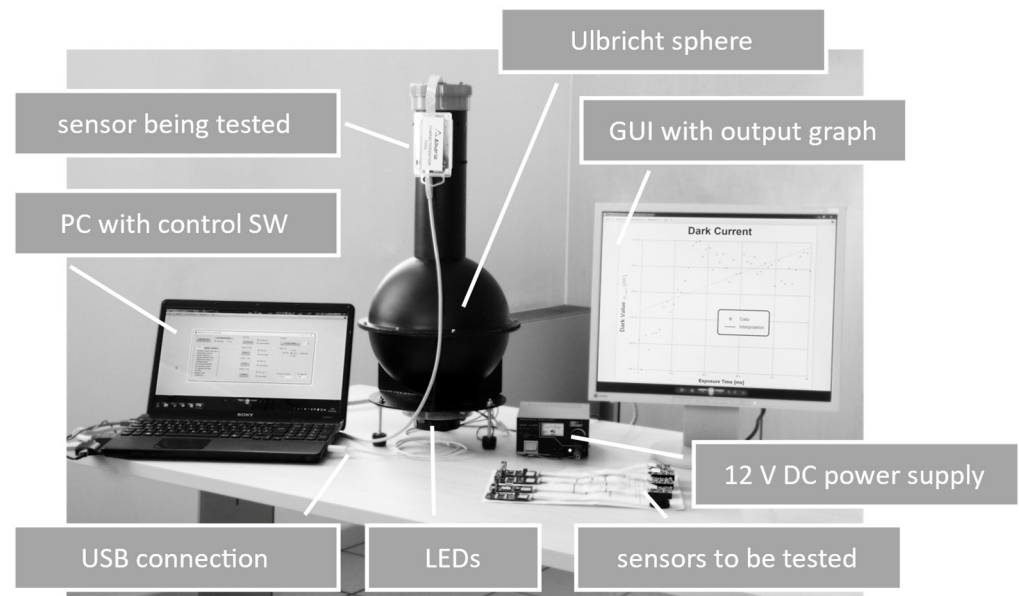 Ulbricht sphere
sensor being tested
GUI with output graph
PC with control SW
Dark Current
Dark Value
Data
Interpolation
Exposure Time [ms]
SONY
12 V DC power supply
USB connection
LEDs
sensors to be tested